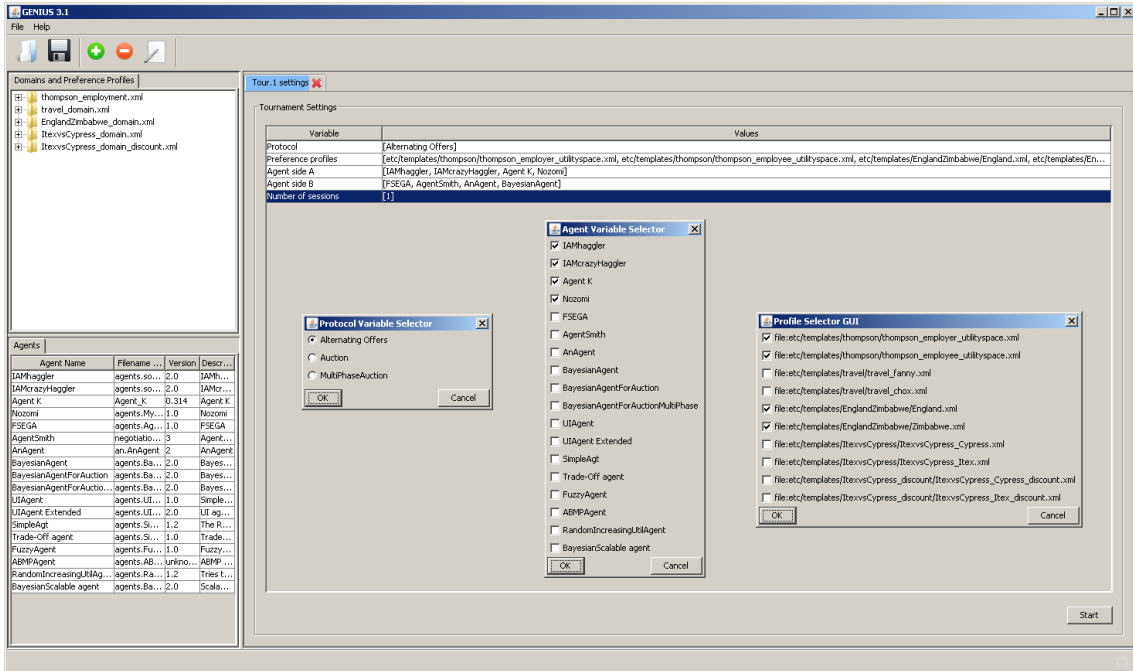 GENIUS 3.1
File Help
Domains and Preference Profiles
thompson_employment.xml
travel_domain.xml
EnglandZimbabwe_domain.xml
ItexvsCypress_domain.xml
ItexvsCypress_domain_discount.xml
Agents
Agent Name Filename ... Version Descr...
IAMhaggler agents.so... 2.0 IAMh...
IAMcrazyHaggler agents.so... 2.0 IAMcr...
Agent K Agent_K 0.314 Agent K
Nozomi agents.My... 1.0 Nozomi
FSEGA agents.Ag... 1.0 FSEGA
AgentSmith negotiatio... 3 Agent...
AnAgent an.AnAgent 2 AnAgent
BayesianAgent agents.Ba... 2.0 Bayes...
BayesianAgentForAuction agents.Ba... 2.0 Bayes...
BayesianAgentForAuctio... agents.Ba... 2.0 Bayes...
UIAgent agents.UI... 1.0 Simple...
UIAgent Extended agents.UI... 2.0 UI ag...
SimpleAgt agents.Si... 1.2 The R...
Trade-Off agent agents.Si... 1.0 Trade...
FuzzyAgent agents.Fu... 1.0 Fuzzy...
ABMPAgent agents.AB... unkno... ABMP ...
RandomIncreasingUtilAg... agents.Ra... 1.2 Tries t...
BayesianScalable agent agents.Ba... 2.0 Scala...
Tour.1 settings
Tournament Settings
Variable Values
Protocol [Alternating Offers]
Preference profiles [etc/templates/thompson/thompson_employer_utilityspace.xml, etc/templates/thompson/thompson_employee_utilityspace.xml, etc/templates/EnglandZimbabwe/England.xml, etc/templates/En...
Agent side A [IAMhaggler, IAMcrazyHaggler, Agent K, Nozomi]
Agent side B [FSEGA, AgentSmith, AnAgent, BayesianAgent]
Number of sessions [1]
Protocol Variable Selector
Alternating Offers
Auction
MultiPhaseAuction
OK Cancel
Agent Variable Selector
IAMhaggler
IAMcrazyHaggler
Agent K
Nozomi
FSEGA
AgentSmith
AnAgent
BayesianAgent
BayesianAgentForAuction
BayesianAgentForAuctionMultiPhase
UIAgent
UIAgent Extended
SimpleAgt
Trade-Off agent
FuzzyAgent
ABMPAgent
RandomIncreasingUtilAgent
BayesianScalable agent
OK Cancel
Profile Selector GUI
file:etc/templates/thompson/thompson_employer_utilityspace.xml
file:etc/templates/thompson/thompson_employee_utilityspace.xml
file:etc/templates/travel/travel_fanny.xml
file:etc/templates/travel/travel_chox.xml
file:etc/templates/EnglandZimbabwe/England.xml
file:etc/templates/EnglandZimbabwe/Zimbabwe.xml
file:etc/templates/ItexvsCypress/ItexvsCypress_Cypress.xml
file:etc/templates/ItexvsCypress/ItexvsCypress_Itex.xml
file:etc/templates/ItexvsCypress_discount/ItexvsCypress_Cypress_discount.xml
file:etc/templates/ItexvsCypress_discount/ItexvsCypress_Itex_discount.xml
OK Cancel
Start